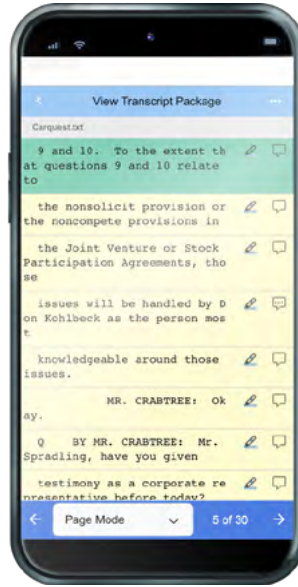 View Transcript Package
Carquest.txt
9 and 10. To the extent th
at questions 9 and 10 relate
to
the nonsolicit provision or
the noncompete provisions in
the Joint Venture or Stock
Participation Agreements, tho
se
issues will be handled by D
on Kohlbeck as the person mos
t
knowledgeable around those
issues.
MR. CRABTREE: Ok
ay.
Q BY MR. CRABTREE: Mr.
Spradling, have you given
testimony as a corporate re
presentative before today?
Page Mode
5 of 30